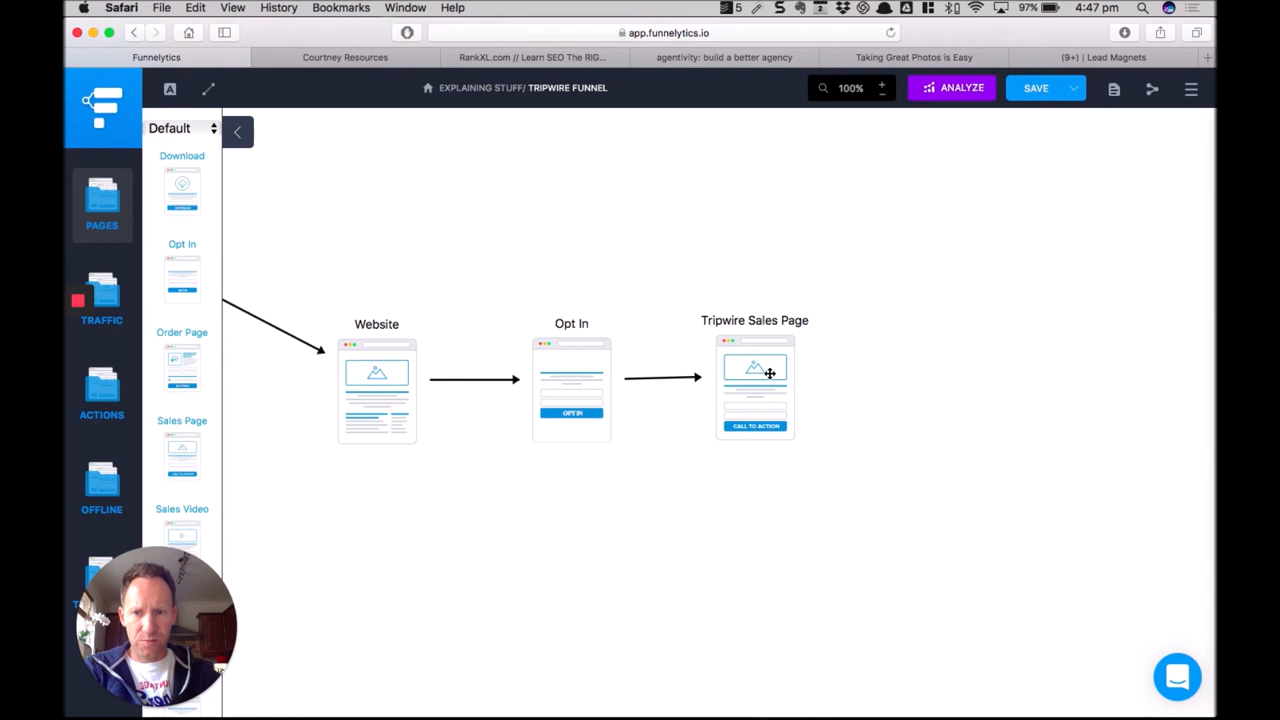 Safari File Edit View History Bookmarks Window Help
5 2 97% 4:47 pm
app.funnelytics.io
Funnelytics Courtney Resources RankXL.com // Learn SEO The RIG... agentivity: build a better agency Taking Great Photos is Easy (9+) | Lead Magnets
A EXPLAINING STUFF/ TRIPWIRE FUNNEL 100% ANALYZE SAVE
Default
Download
Opt In
Order Page
Sales Page
Sales Video
PAGES
TRAFFIC
ACTIONS
OFFLINE
Website
Opt In
OPT IN
Tripwire Sales Page
CALL TO ACTION